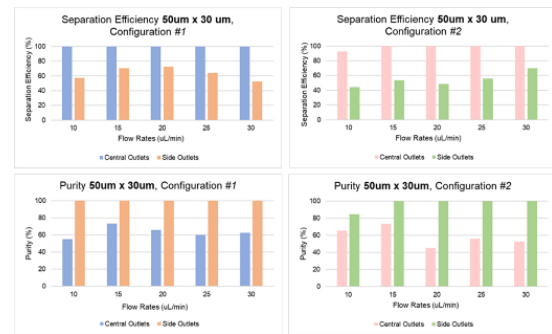 Separation Efficiency 50um x 30 um,
Configuration #1
Separation Efficiency (%)
100
80
60
40
20
0
10 15 20 25 30
Flow Rates (uL/min)
Central Outlets Side Outlets
Separation Efficiency 50um x 30 um,
Configuration #2
Separation Efficiency (%)
100
80
60
40
20
0
10 15 20 25 30
Flow Rates (uL/min)
Central Outlets Side Outlets
Purity 50um x 30um, Configuration #1
Purity (%)
100
80
60
40
20
0
10 15 20 25 30
Flow Rates (uL/min)
Central Outlets Side Outlets
Purity 50um x 30um, Configuration #2
Purity (%)
100
80
60
40
20
0
10 15 20 25 30
Flow Rates (uL/min)
Central Outlets Side Outlets